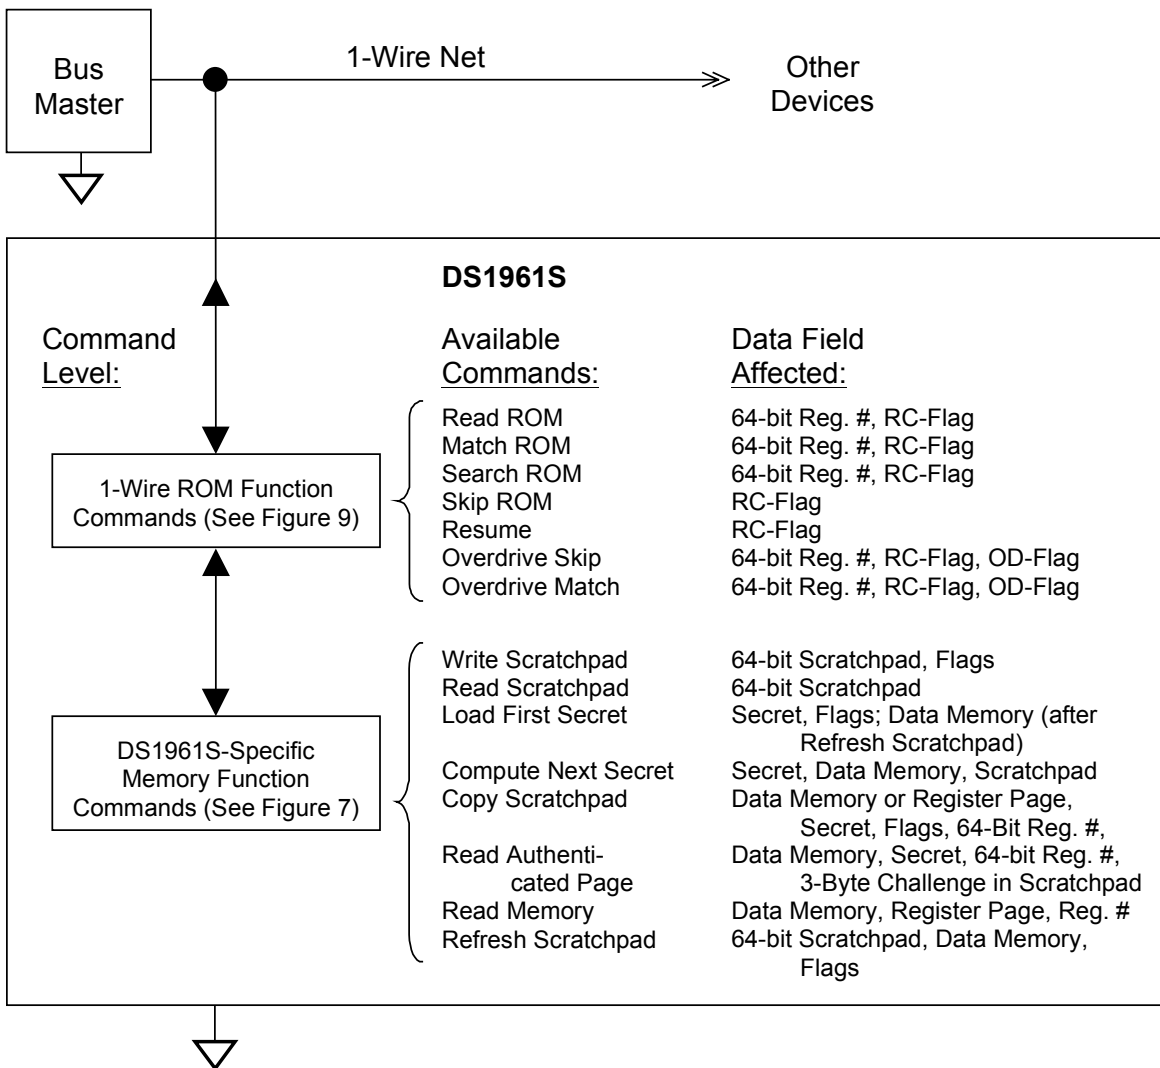 Bus
Master
1-Wire Net
Other
Devices
DS1961S
Command
Level:
Available
Commands:
Data Field
Affected:
1-Wire ROM Function
Commands (See Figure 9)
Read ROM 64-bit Reg. #, RC-Flag
Match ROM 64-bit Reg. #, RC-Flag
Search ROM 64-bit Reg. #, RC-Flag
Skip ROM RC-Flag
Resume RC-Flag
Overdrive Skip 64-bit Reg. #, RC-Flag, OD-Flag
Overdrive Match 64-bit Reg. #, RC-Flag, OD-Flag
DS1961S-Specific
Memory Function
Commands (See Figure 7)
Write Scratchpad 64-bit Scratchpad, Flags
Read Scratchpad 64-bit Scratchpad
Load First Secret Secret, Flags; Data Memory (after
Refresh Scratchpad)
Compute Next Secret Secret, Data Memory, Scratchpad
Copy Scratchpad Data Memory or Register Page,
Secret, Flags, 64-Bit Reg. #,
Read Authenti- Data Memory, Secret, 64-bit Reg. #,
cated Page 3-Byte Challenge in Scratchpad
Read Memory Data Memory, Register Page, Reg. #
Refresh Scratchpad 64-bit Scratchpad, Data Memory,
Flags